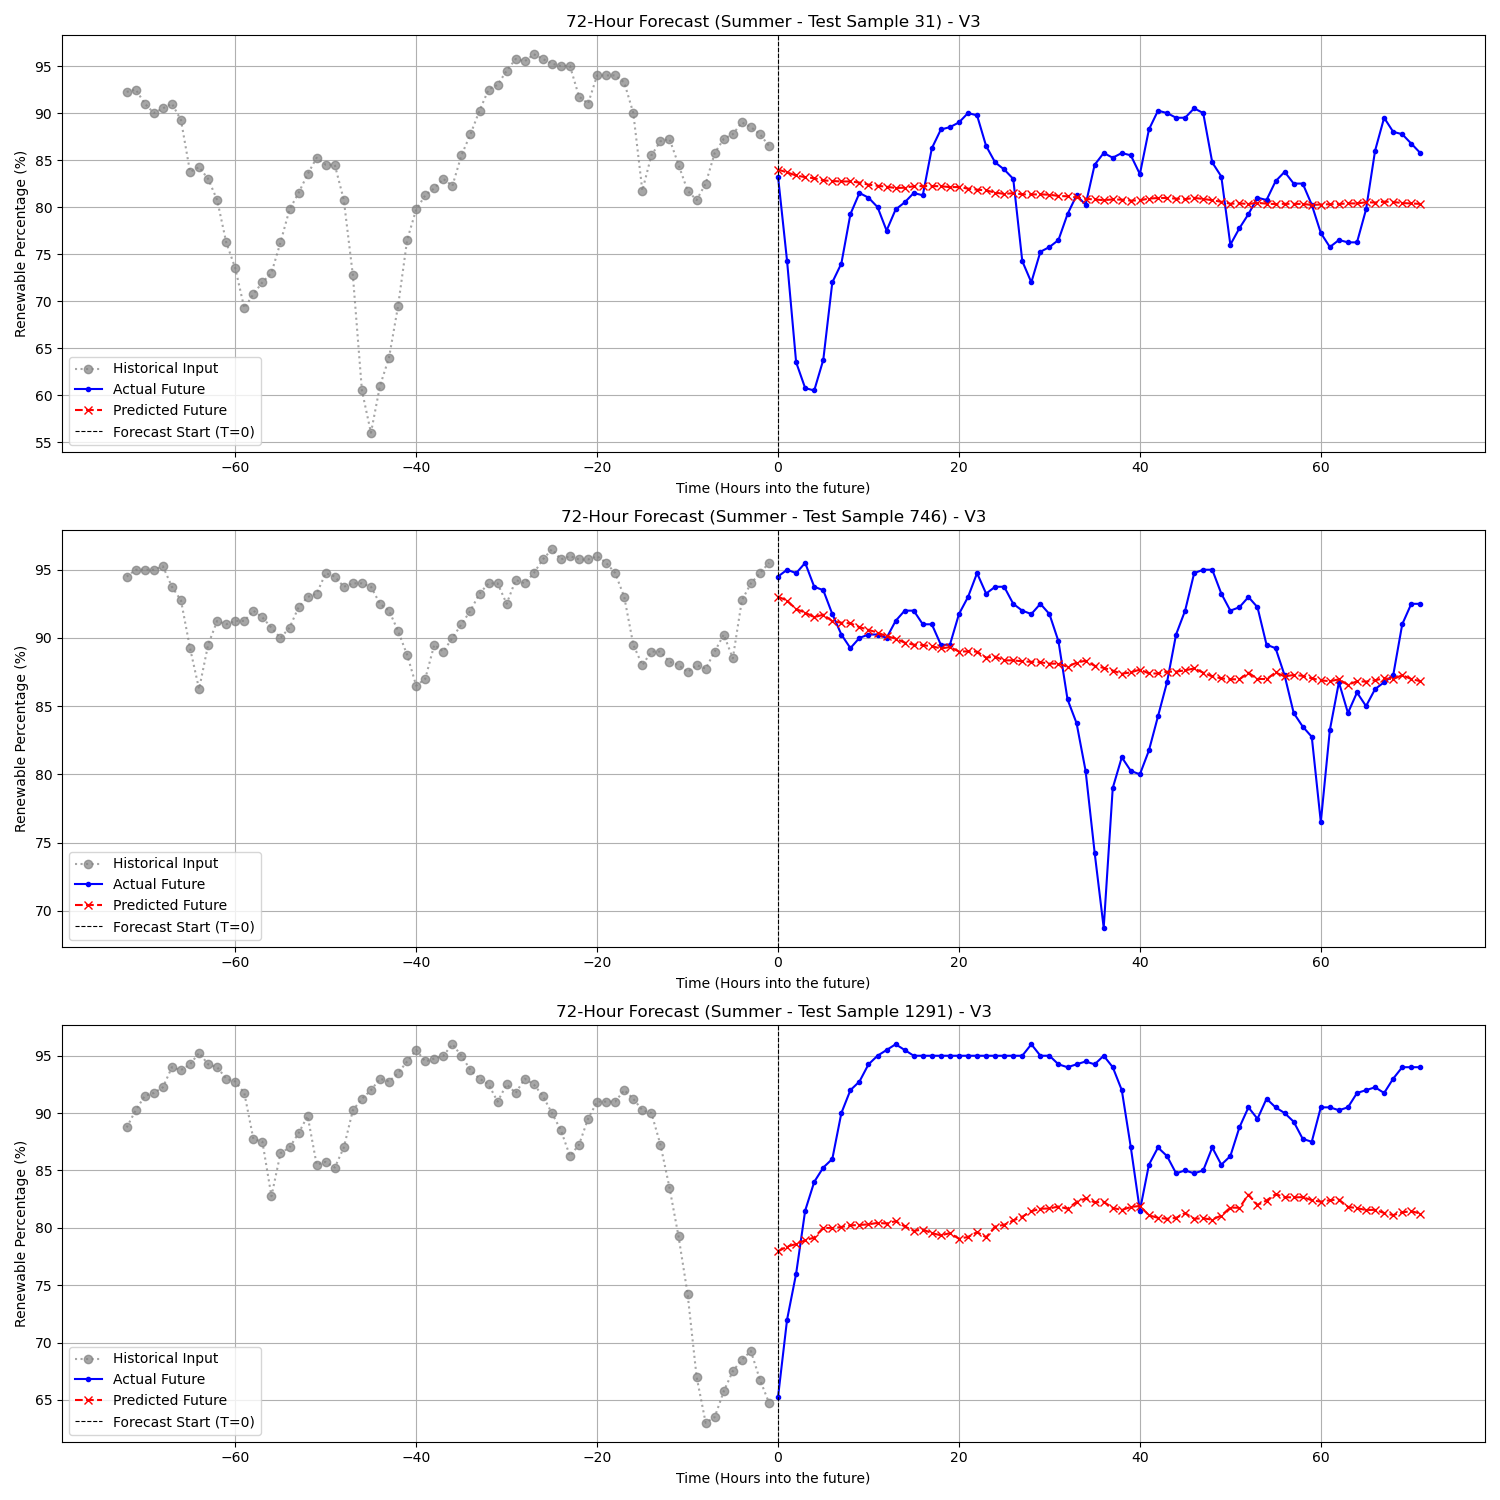 72-Hour Forecast (Summer - Test Sample 31) - V3
Renewable Percentage (%)
95
90
85
80
75
70
65
60
55
Historical Input
Actual Future
Predicted Future
Forecast Start (T=0)
−60 −40 −20 0 20 40 60
Time (Hours into the future)
72-Hour Forecast (Summer - Test Sample 746) - V3
Renewable Percentage (%)
95
90
85
80
75
70
Historical Input
Actual Future
Predicted Future
Forecast Start (T=0)
−60 −40 −20 0 20 40 60
Time (Hours into the future)
72-Hour Forecast (Summer - Test Sample 1291) - V3
Renewable Percentage (%)
95
90
85
80
75
70
65
Historical Input
Actual Future
Predicted Future
Forecast Start (T=0)
−60 −40 −20 0 20 40 60
Time (Hours into the future)